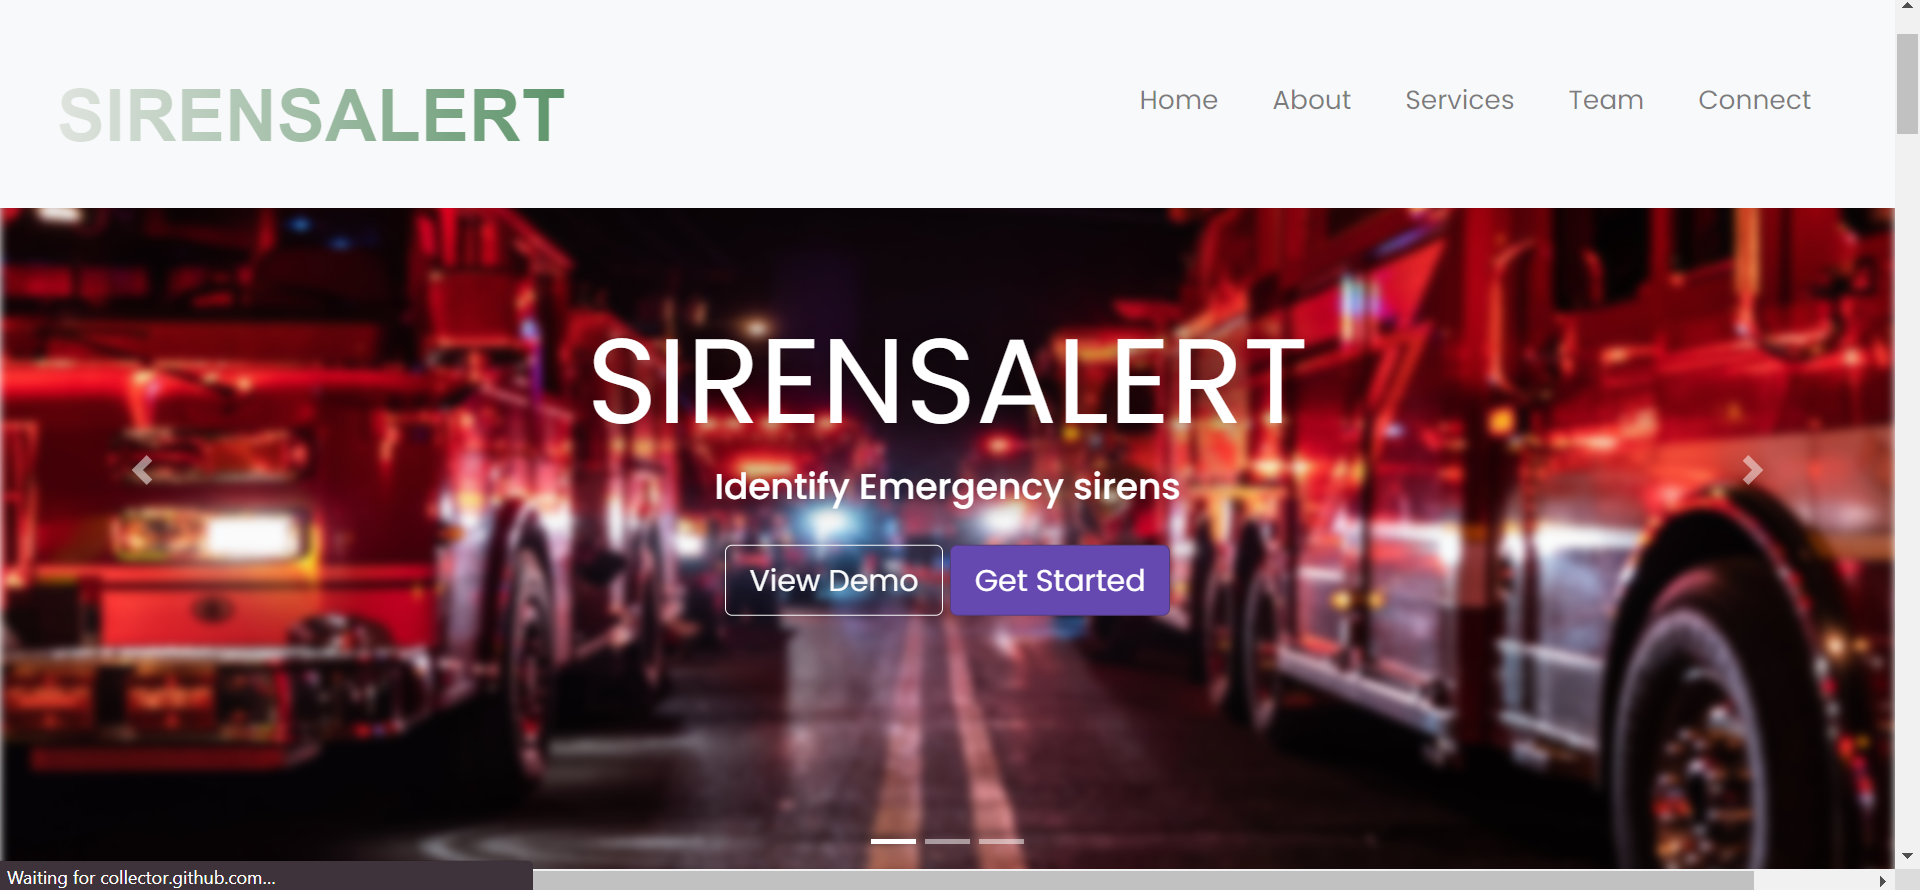 SIRENSALERT
Home About Services Team Connect
SIRENSALERT
Identify Emergency sirens
View Demo Get Started
Waiting for collector.github.com...